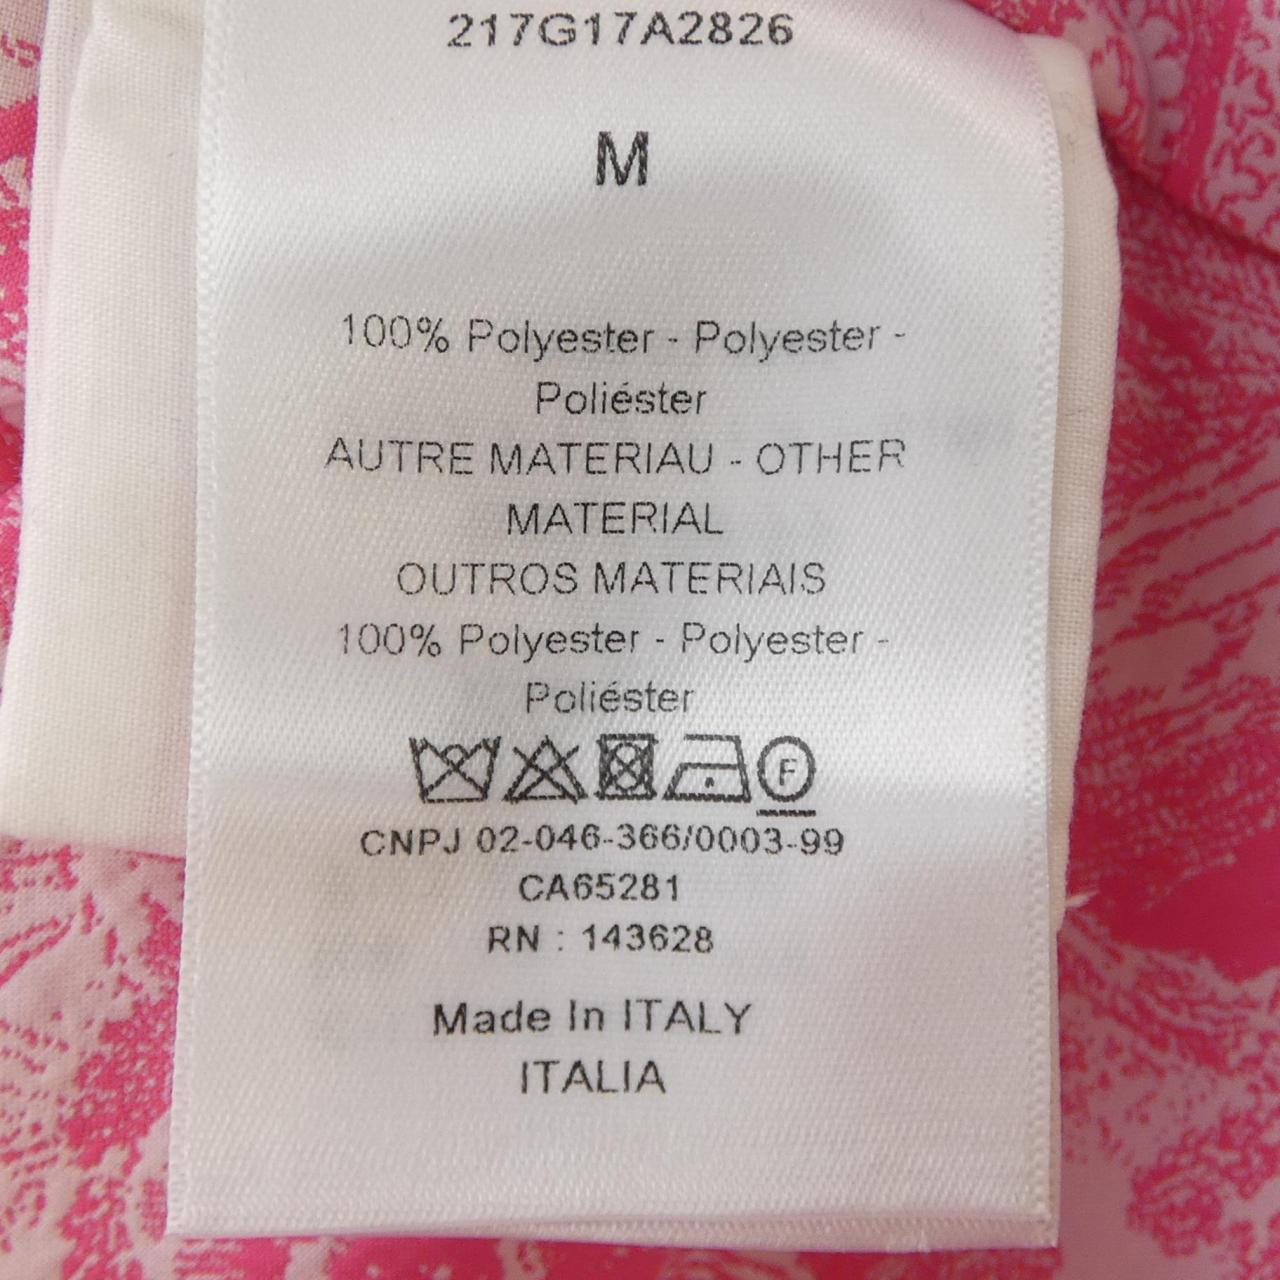 217G17A2826
M
100% Polyester - Polyester -
Poliéster
AUTRE MATERIAU - OTHER
MATERIAL
OUTROS MATERIAIS
100% Polyester - Polyester -
Poliéster
F
CNPJ 02-046-366/0003-99
CA65281
RN : 143628
Made In ITALY
ITALIA